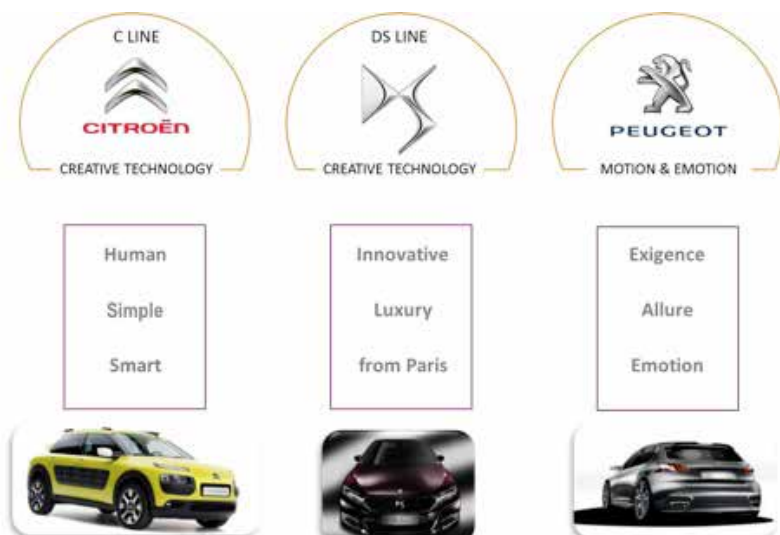 C LINE
CITROËN
CREATIVE TECHNOLOGY
DS LINE
CREATIVE TECHNOLOGY
PEUGEOT
MOTION & EMOTION
Human
Simple
Smart
Innovative
Luxury
from Paris
Exigence
Allure
Emotion